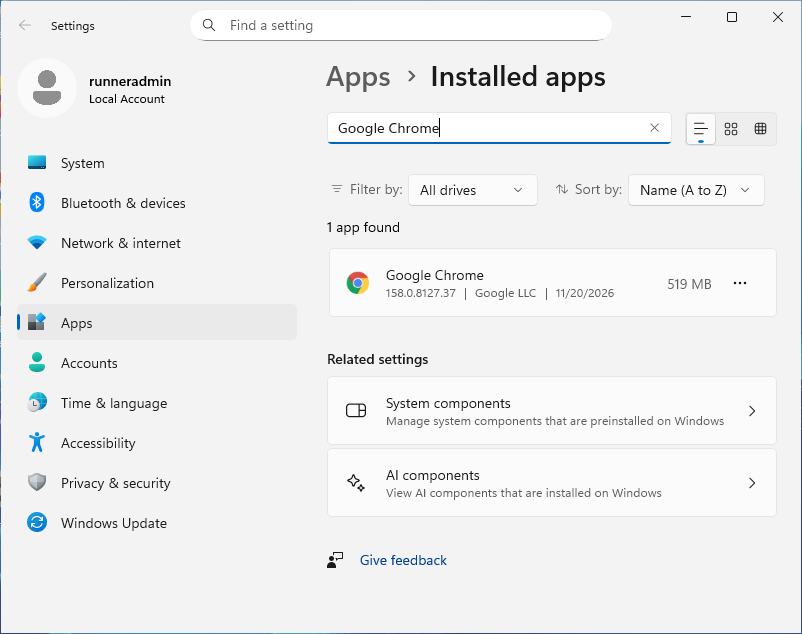 Settings
Find a setting
runneradmin
Local Account
System
Bluetooth & devices
Network & internet
Personalization
Apps
Accounts
Time & language
Accessibility
Privacy & security
Windows Update
Apps > Installed apps
Google Chrome
Filter by: All drives
Sort by: Name (A to Z)
1 app found
Google Chrome
158.0.8127.37 | Google LLC | 11/20/2026
519 MB
Related settings
System components
Manage system components that are preinstalled on Windows
AI components
View AI components that are installed on Windows
Give feedback